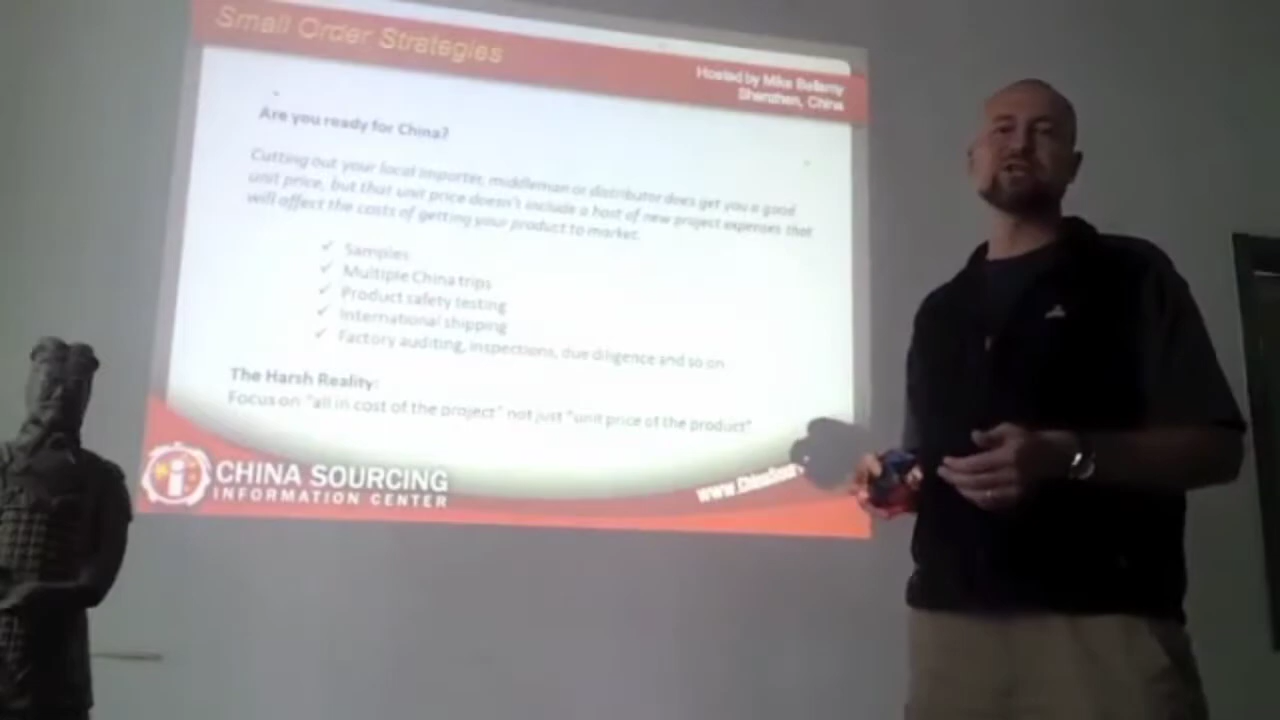 Small Order Strategies
Hosted by Mike Bellamy
Shenzhen, China
Are you ready for China?
Cutting out your local importer, middleman or distributor does get you a good
unit price, but that unit price doesn't include a host of new project expenses that
will affect the costs of getting your product to market.
✓ Samples
✓ Multiple China trips
✓ Product safety testing
✓ International shipping
✓ Factory auditing, inspections, due diligence and so on
The Harsh Reality:
Focus on "all in cost of the project" not just "unit price of the product"
CHINA SOURCING
INFORMATION CENTER
www.ChinaSour